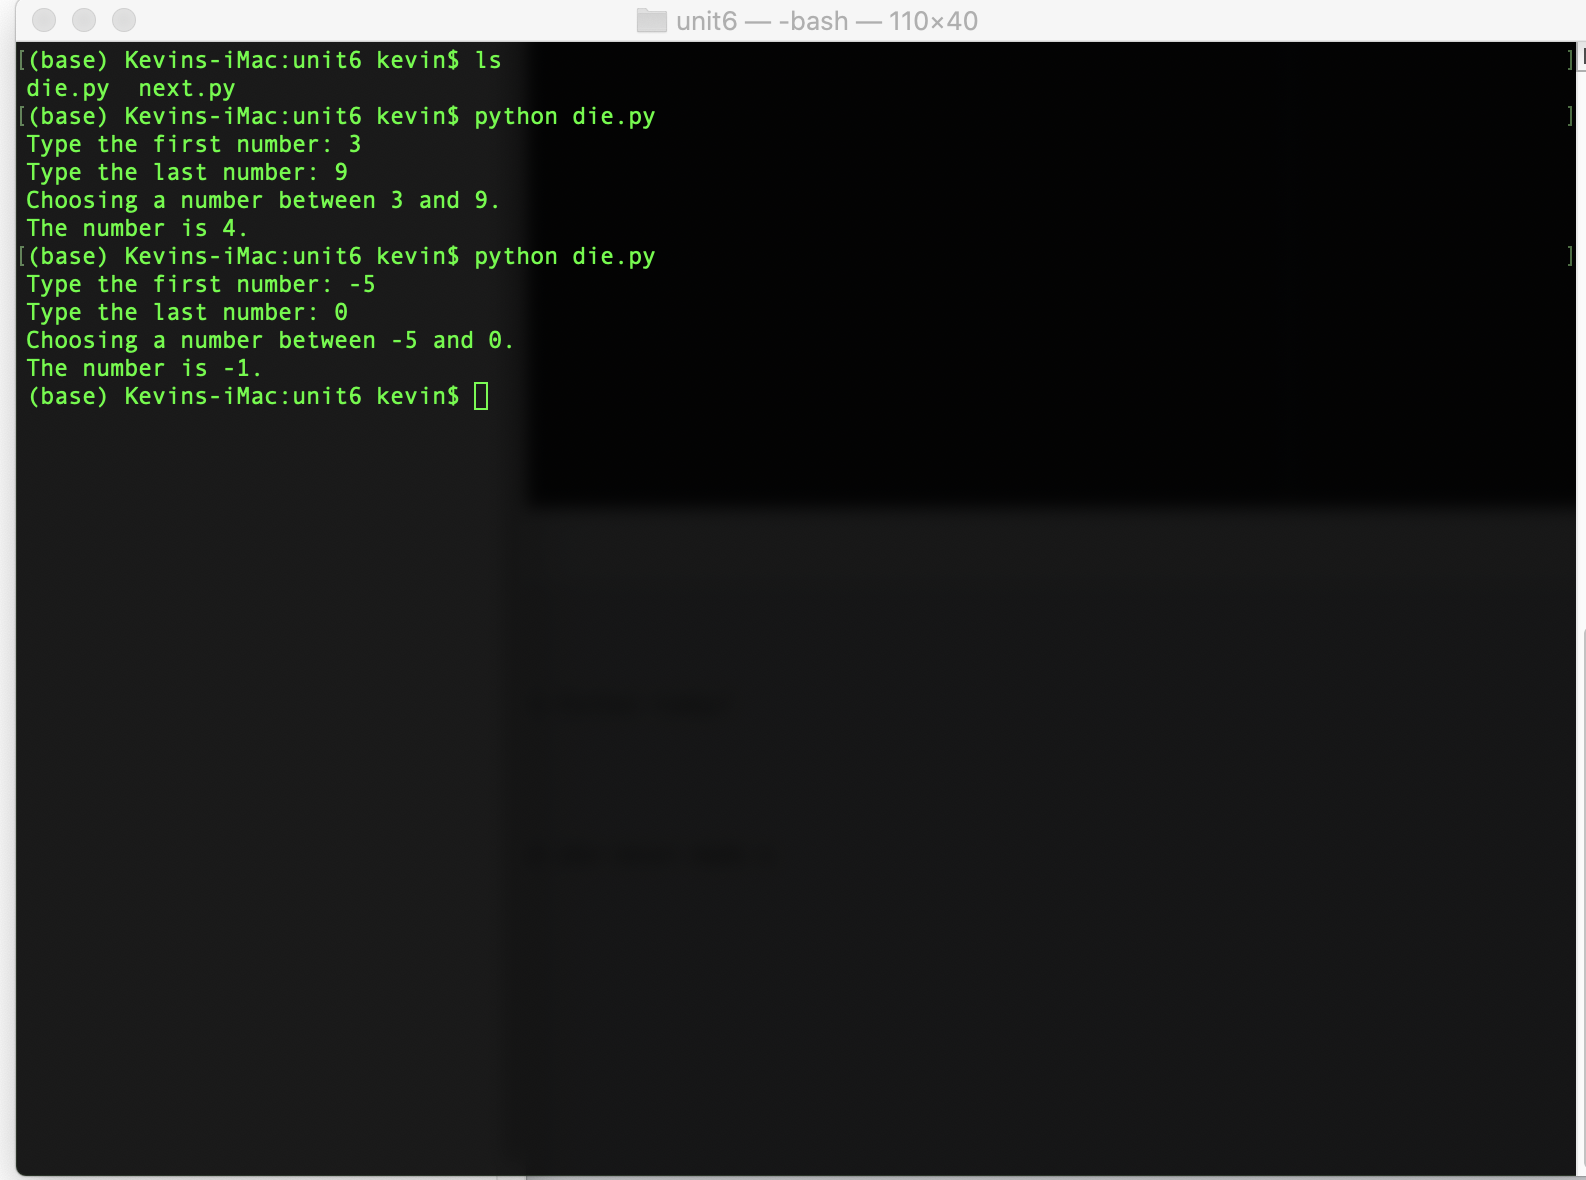 unit6 — -bash — 110×40
[(base) Kevins-iMac:unit6 kevin$ ls ]
die.py  next.py
[(base) Kevins-iMac:unit6 kevin$ python die.py ]
Type the first number: 3
Type the last number: 9
Choosing a number between 3 and 9.
The number is 4.
[(base) Kevins-iMac:unit6 kevin$ python die.py ]
Type the first number: -5
Type the last number: 0
Choosing a number between -5 and 0.
The number is -1.
(base) Kevins-iMac:unit6 kevin$